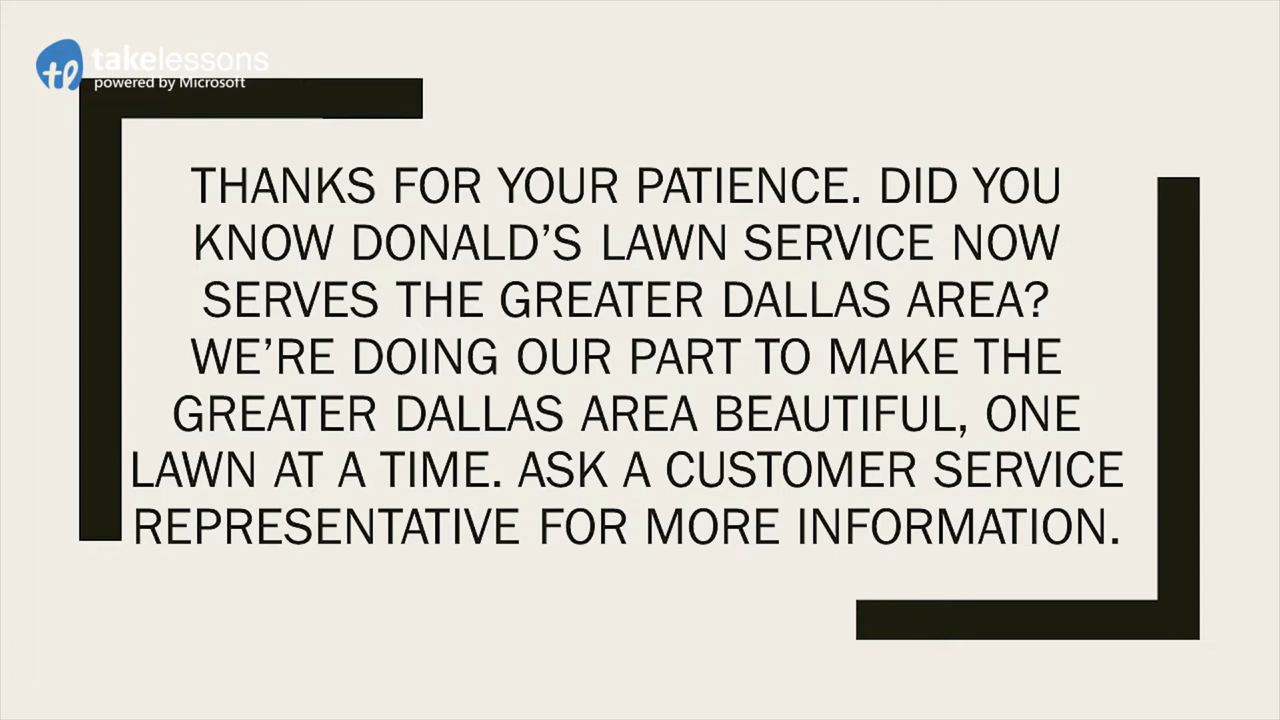 takelessons
powered by Microsoft
THANKS FOR YOUR PATIENCE. DID YOU
KNOW DONALD’S LAWN SERVICE NOW
SERVES THE GREATER DALLAS AREA?
WE’RE DOING OUR PART TO MAKE THE
GREATER DALLAS AREA BEAUTIFUL, ONE
LAWN AT A TIME. ASK A CUSTOMER SERVICE
REPRESENTATIVE FOR MORE INFORMATION.